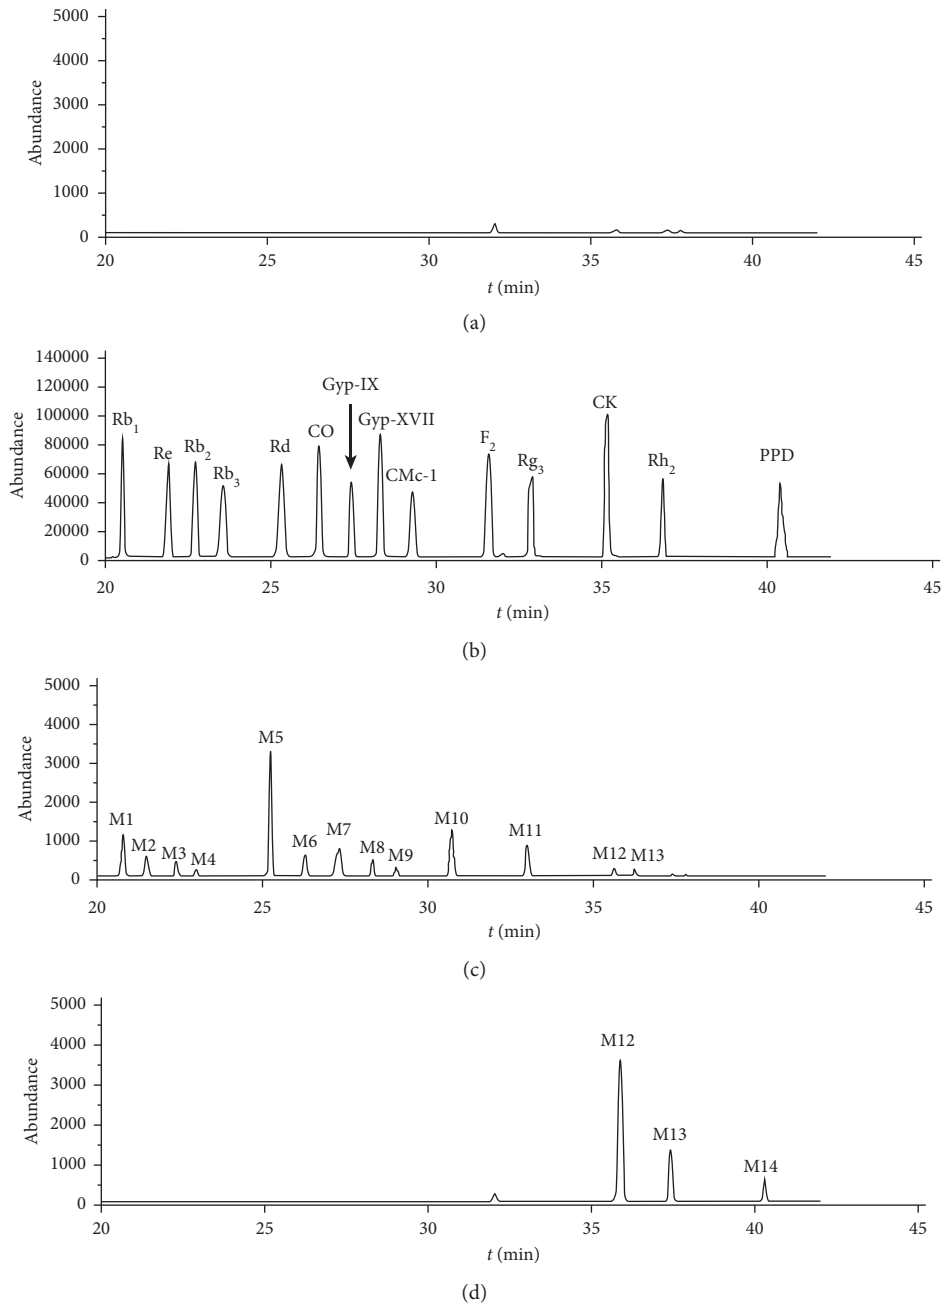 5000
4000
3000
2000
1000
0
Abundance
20 25 30 35 40 45
t (min)
(a)
140000
120000
100000
80000
60000
40000
20000
0
Abundance
Rb1
Re
Rb2
Rb3
Rd
CO
Gyp-IX
Gyp-XVII
CMc-1
F2
Rg3
CK
Rh2
PPD
20 25 30 35 40 45
t (min)
(b)
5000
4000
3000
2000
1000
0
Abundance
M1
M2
M3
M4
M5
M6
M7
M8
M9
M10
M11
M12
M13
20 25 30 35 40 45
t (min)
(c)
5000
4000
3000
2000
1000
0
Abundance
M12
M13
M14
20 25 30 35 40 45
t (min)
(d)